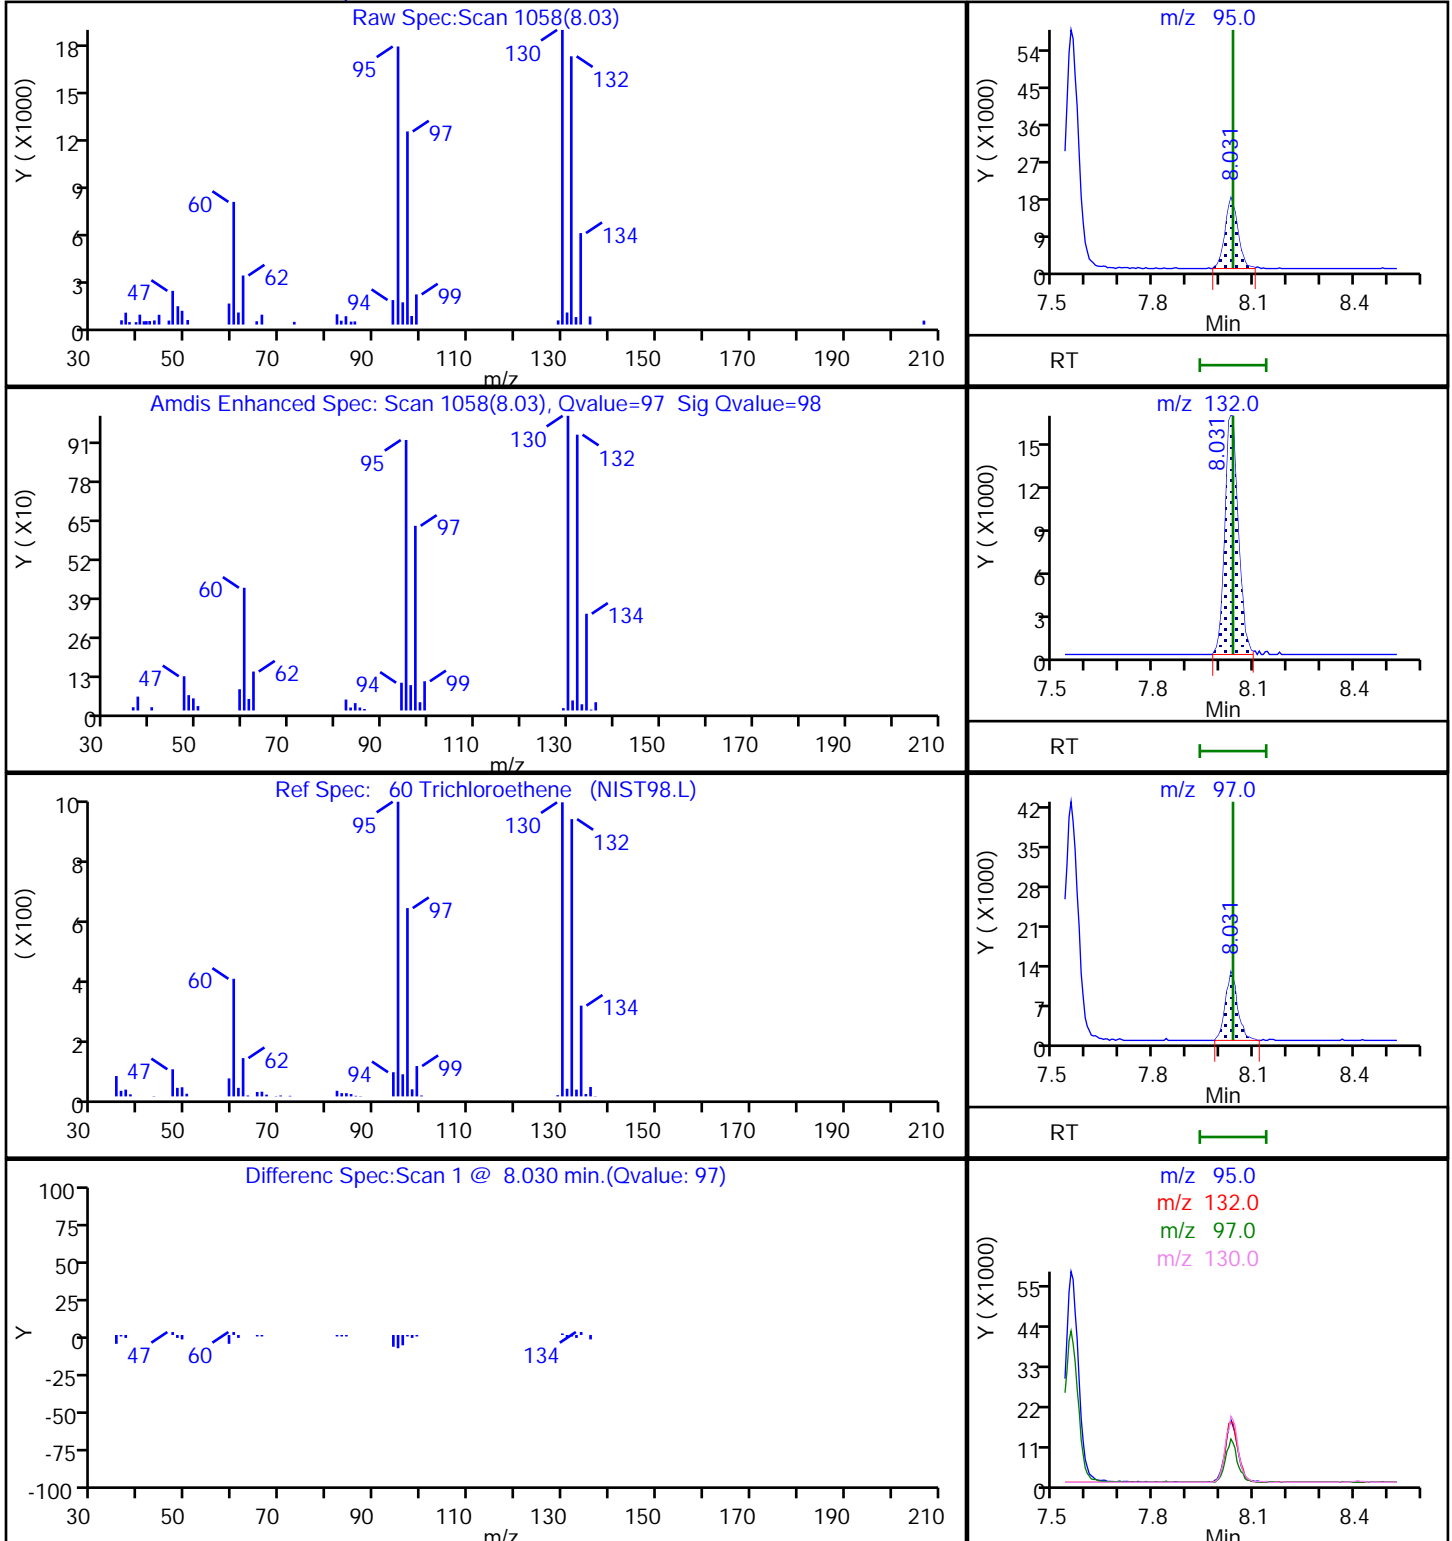 Raw Spec:Scan 1058(8.03)
Y ( X1000)
18
15
12
9
6
3
0
130
95
132
97
60
134
47
62
94
99
30 50 70 90 110 130 150 170 190 210
m/z
m/z 95.0
Y ( X1000)
54
45
36
27
18
9
0
8.031
7.5 7.8 8.1 8.4
Min
RT
Amdis Enhanced Spec: Scan 1058(8.03), Qvalue=97 Sig Qvalue=98
Y ( X10)
91
78
65
52
39
26
13
0
130
95
132
97
60
134
47
62
94
99
30 50 70 90 110 130 150 170 190 210
m/z
m/z 132.0
Y ( X1000)
15
12
9
6
3
0
8.031
7.5 7.8 8.1 8.4
Min
RT
Ref Spec: 60 Trichloroethene (NIST98.L)
( X100)
10
8
6
4
2
0
95
130
132
97
60
134
47
62
94
99
30 50 70 90 110 130 150 170 190 210
m/z 97.0
Y ( X1000)
42
35
28
21
14
7
0
8.031
7.5 7.8 8.1 8.4
Min
RT
Differenc Spec:Scan 1 @ 8.030 min.(Qvalue: 97)
Y
100
75
50
25
0
-25
-50
-75
-100
47
60
134
30 50 70 90 110 130 150 170 190 210
m/z
m/z 95.0
m/z 132.0
m/z 97.0
m/z 130.0
Y ( X1000)
55
44
33
22
11
0
7.5 7.8 8.1 8.4
Min